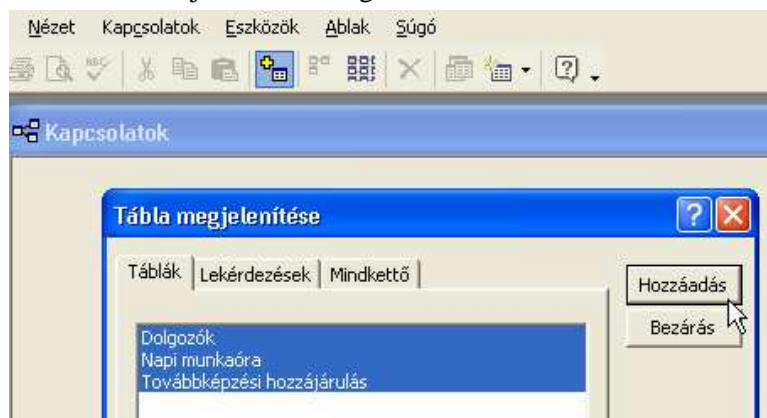 Nézet Kapcsolatok Eszközök Ablak Súgó
Kapcsolatok
Tábla megjelenítése
Táblák Lekérdezések Mindkettő
Hozzáadás
Bezárás
Dolgozók
Napi munkaóra
Továbbképzési hozzájárulás